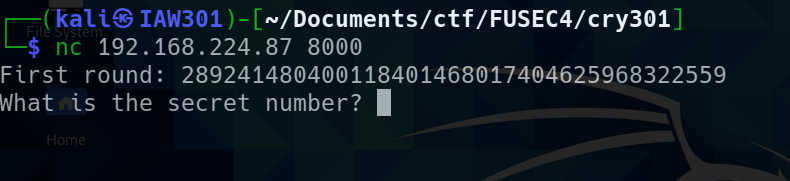 ┌──(kali㉿IAW301)-[~/Documents/ctf/FUSEC4/cry301]
File System
└─$ nc 192.168.224.87 8000
First round: 289241480400118401468017404625968322559
What is the secret number?
Home